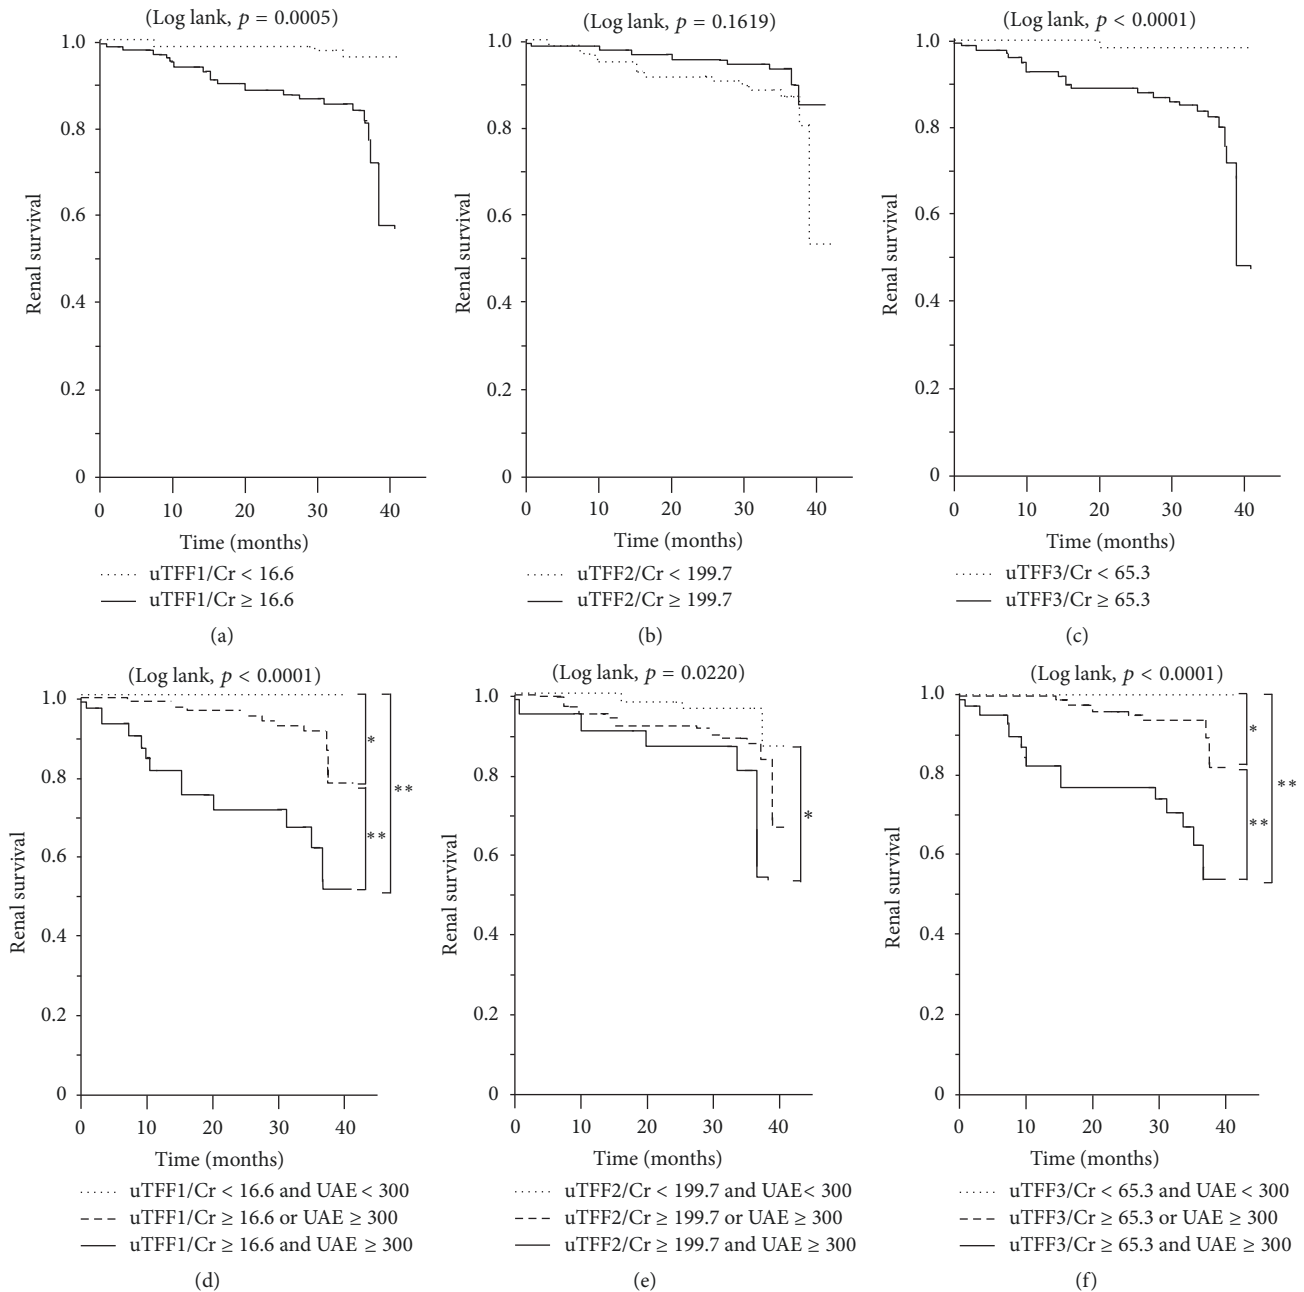 (Log lank, p = 0.0005)
1.0
0.8
0.6
0.4
0.2
0
Renal survival
0 10 20 30 40
Time (months)
uTFF1/Cr < 16.6
uTFF1/Cr ≥ 16.6
(a)
(Log lank, p = 0.1619)
1.0
0.8
0.6
0.4
0.2
0
Renal survival
0 10 20 30 40
Time (months)
uTFF2/Cr < 199.7
uTFF2/Cr ≥ 199.7
(b)
(Log lank, p < 0.0001)
1.0
0.8
0.6
0.4
0.2
0
Renal survival
0 10 20 30 40
Time (months)
uTFF3/Cr < 65.3
uTFF3/Cr ≥ 65.3
(c)
(Log lank, p < 0.0001)
1.0
0.8
0.6
0.4
0.2
0
Renal survival
*
**
**
0 10 20 30 40
Time (months)
uTFF1/Cr < 16.6 and UAE < 300
uTFF1/Cr ≥ 16.6 or UAE ≥ 300
uTFF1/Cr ≥ 16.6 and UAE ≥ 300
(d)
(Log lank, p = 0.0220)
1.0
0.8
0.6
0.4
0.2
0
Renal survival
*
0 10 20 30 40
Time (months)
uTFF2/Cr < 199.7 and UAE< 300
uTFF2/Cr ≥ 199.7 or UAE ≥ 300
uTFF2/Cr ≥ 199.7 and UAE ≥ 300
(e)
(Log lank, p < 0.0001)
1.0
0.8
0.6
0.4
0.2
0
Renal survival
*
**
**
0 10 20 30 40
Time (months)
uTFF3/Cr < 65.3 and UAE < 300
uTFF3/Cr ≥ 65.3 or UAE ≥ 300
uTFF3/Cr ≥ 65.3 and UAE ≥ 300
(f)